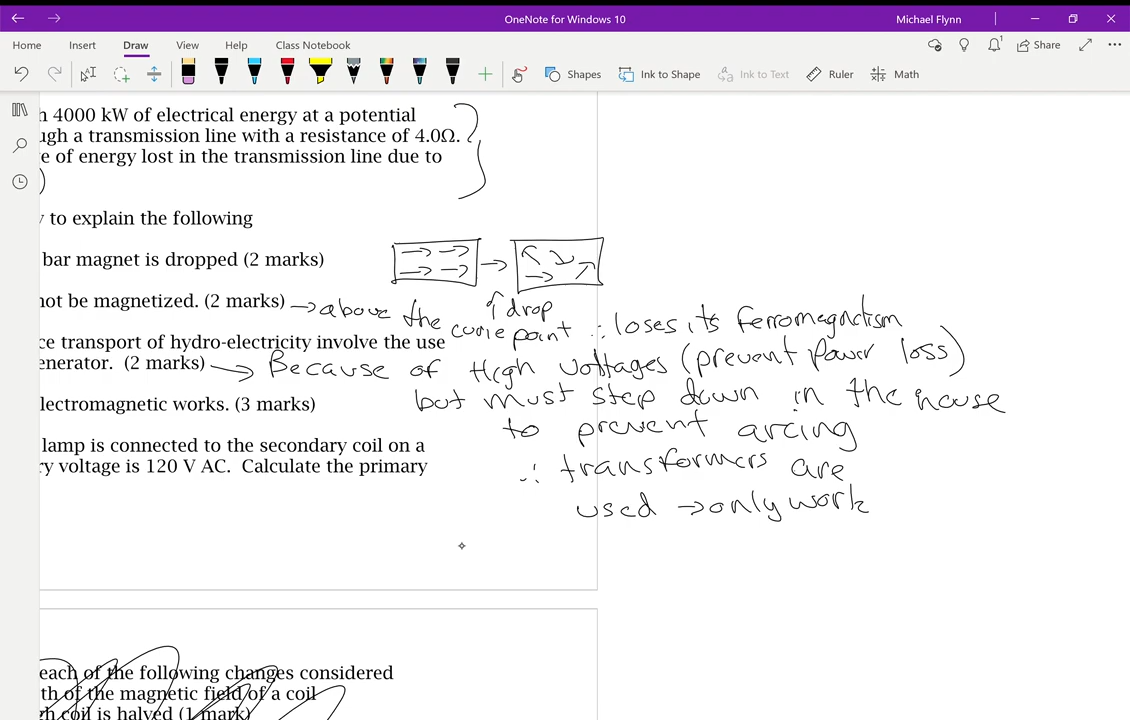 OneNote for Windows 10
Michael Flynn
Home Insert Draw View Help Class Notebook
Share
Shapes
Ink to Shape
Ink to Text
Ruler
Math
h 4000 kW of electrical energy at a potential
ugh a transmission line with a resistance of 4.0Ω.
e of energy lost in the transmission line due to
)
y to explain the following
bar magnet is dropped (2 marks)
drop
not be magnetized. (2 marks) → above the curie point ∴ loses its ferromagnetism
ce transport of hydro-electricity involve the use
enerator. (2 marks) → Because of High voltages (prevent power loss)
but must step down in the house
lectromagnetic works. (3 marks)
to prevent arcing
lamp is connected to the secondary coil on a
ry voltage is 120 V AC. Calculate the primary
∴ transformers are
used → only work
each of the following changes considered
th of the magnetic field of a coil
gh coil is halved (1 mark)